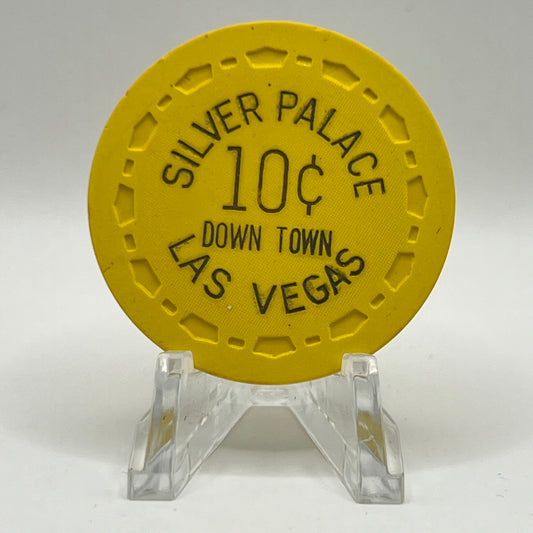 SILVER PALACE
10¢
DOWN TOWN
LAS VEGAS